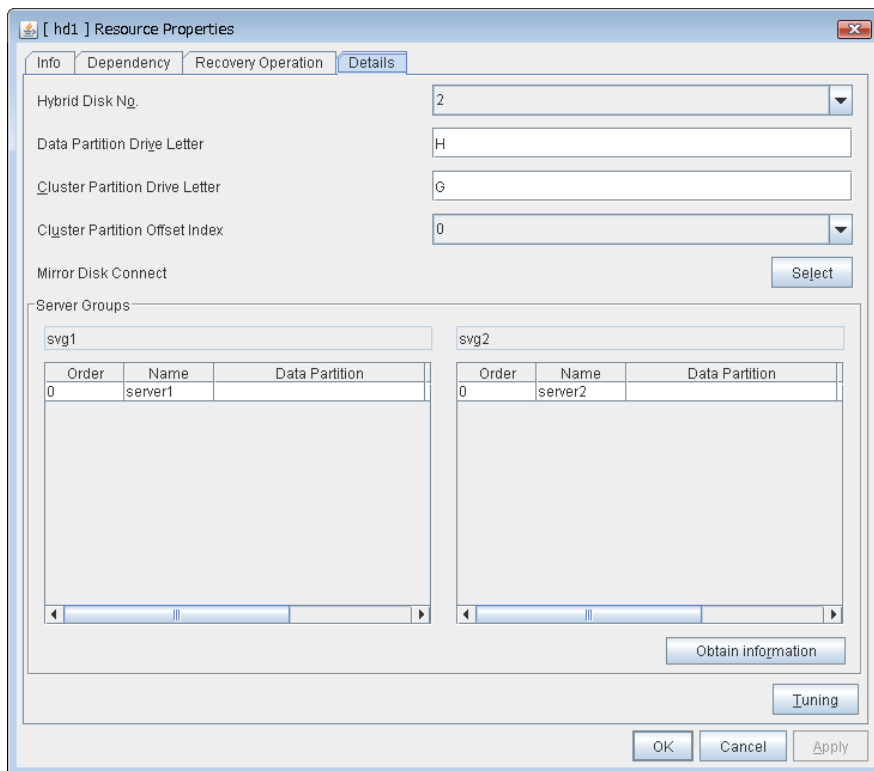 [ hd1 ] Resource Properties
Info Dependency Recovery Operation Details
Hybrid Disk No. 2
Data Partition Drive Letter H
Cluster Partition Drive Letter G
Cluster Partition Offset Index 0
Mirror Disk Connect Select
Server Groups
svg1 svg2
Order Name Data Partition Order Name Data Partition
0 server1 0 server2
Obtain information
Tuning
OK Cancel Apply